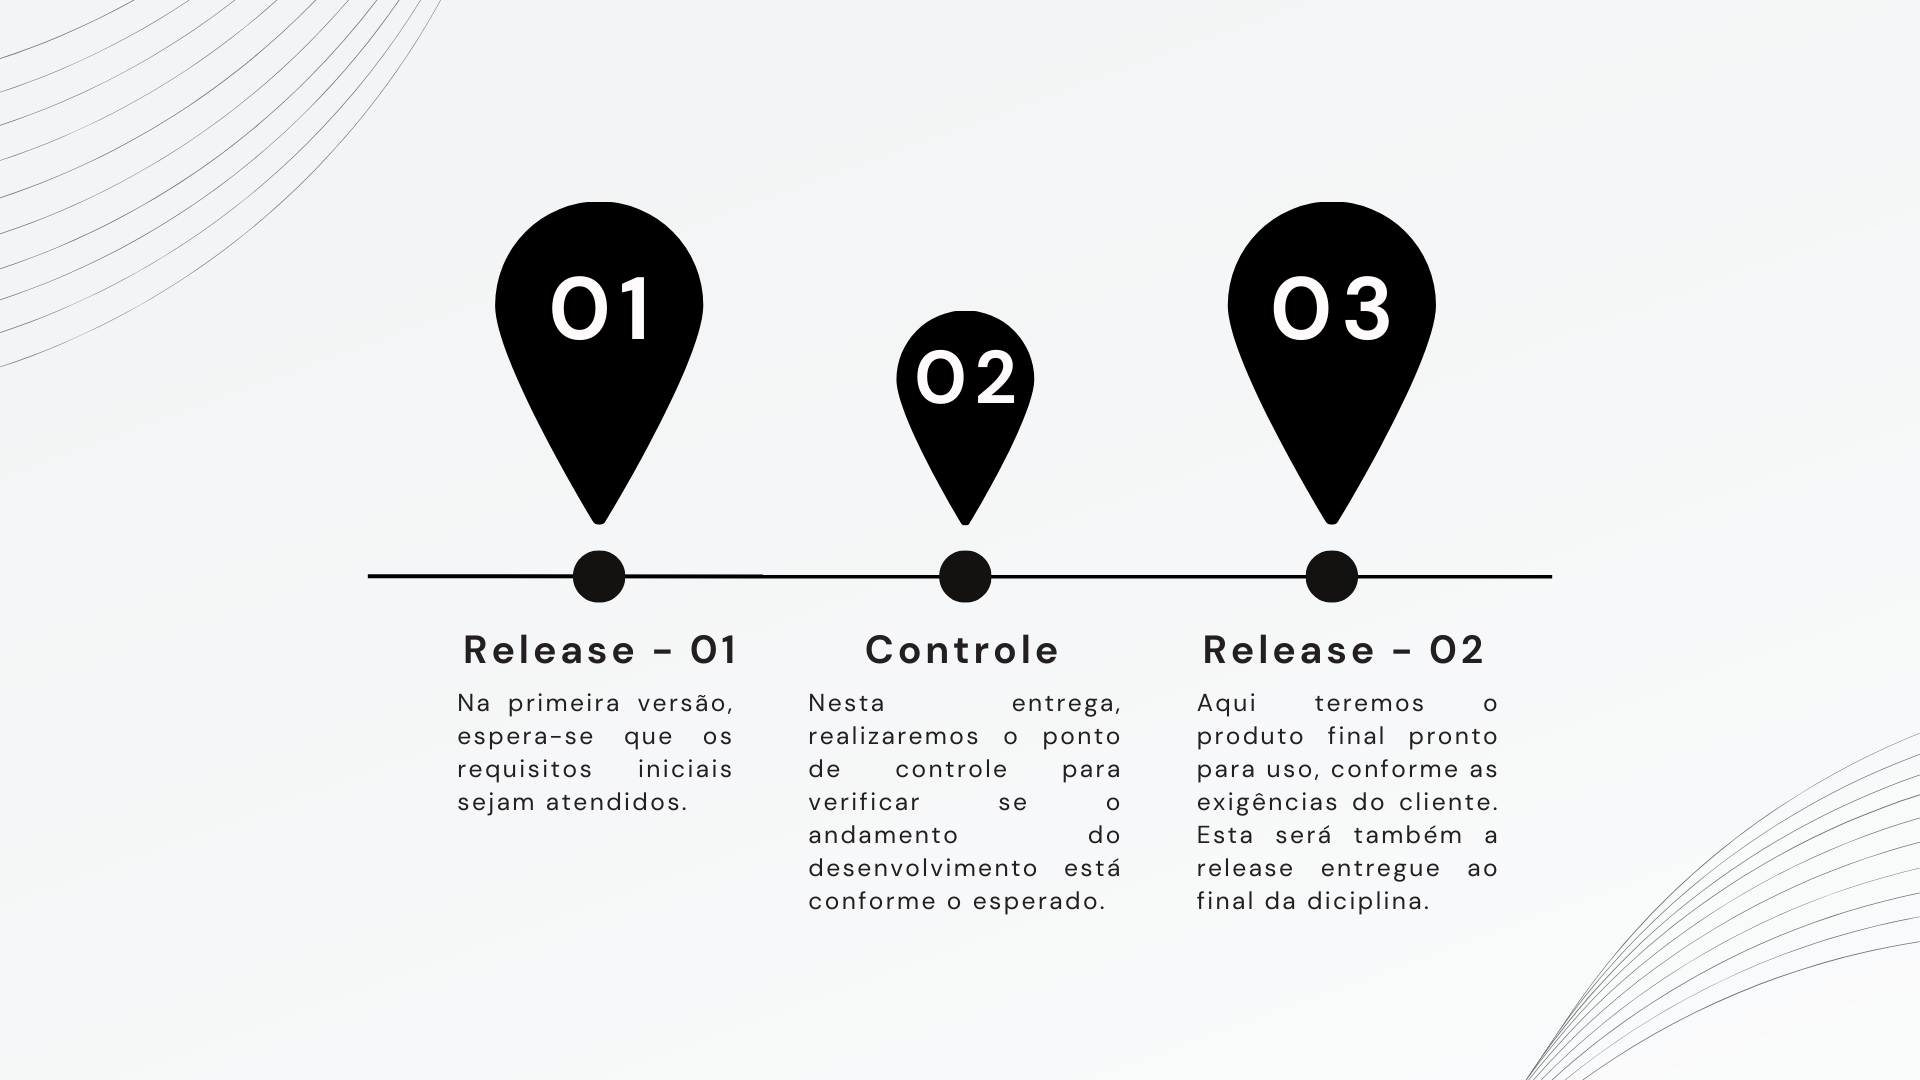 01
02
03
Release - 01
Na primeira versão,
espera-se que os
requisitos iniciais
sejam atendidos.
Controle
Nesta entrega,
realizaremos o ponto
de controle para
verificar se o
andamento do
desenvolvimento está
conforme o esperado.
Release - 02
Aqui teremos o
produto final pronto
para uso, conforme as
exigências do cliente.
Esta será também a
release entregue ao
final da diciplina.